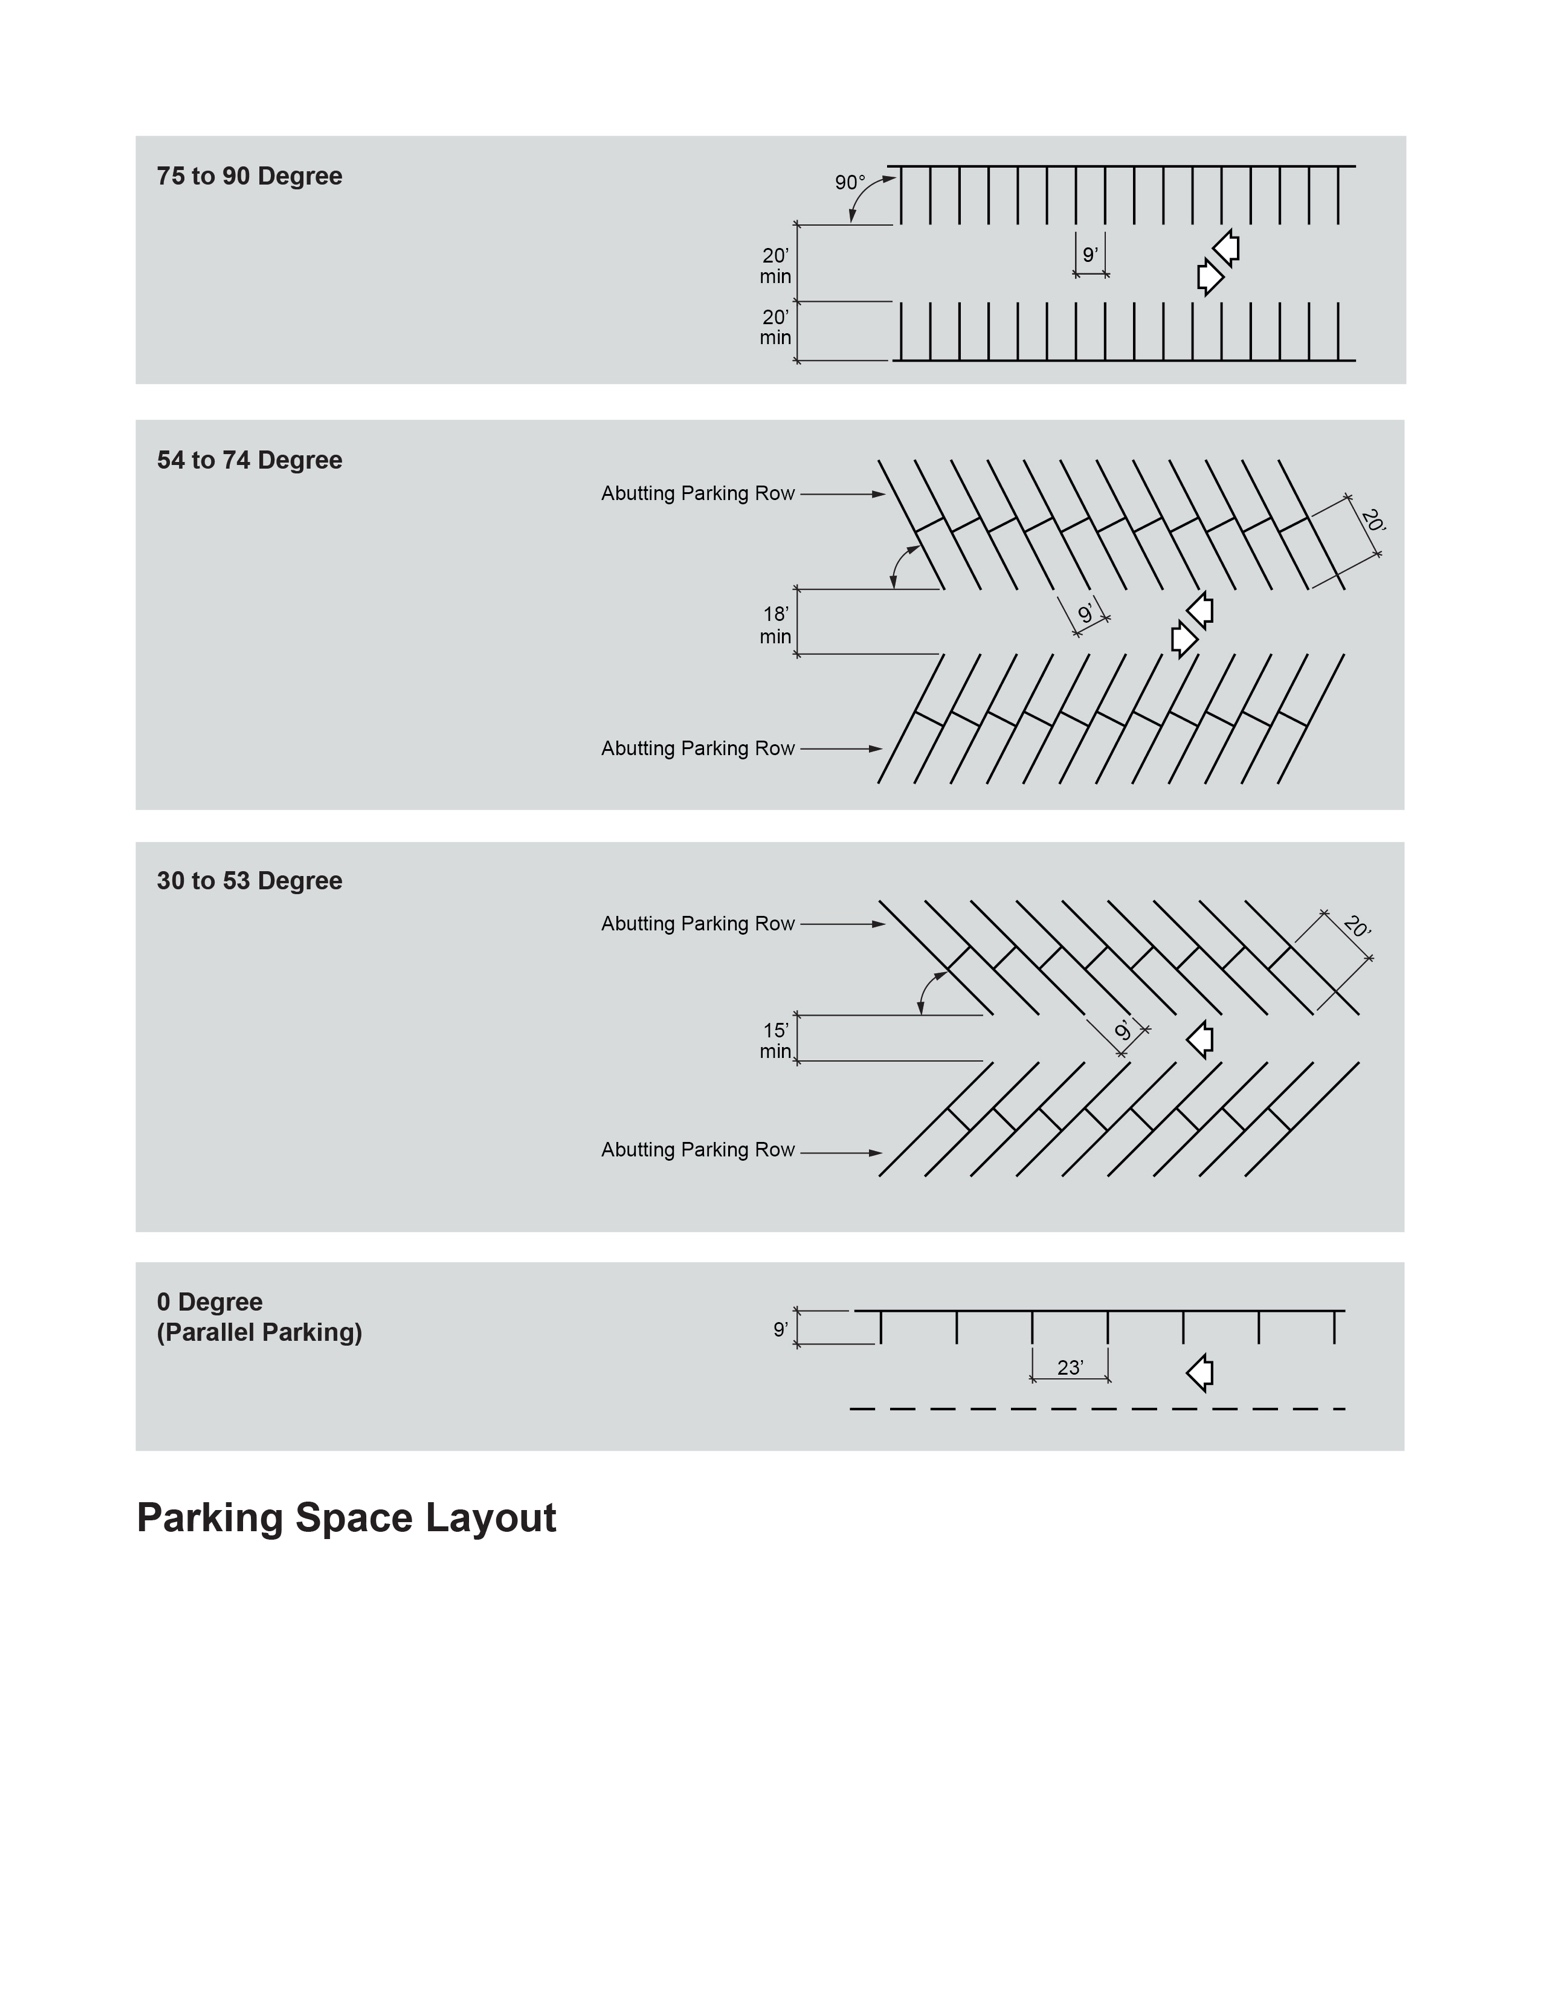 75 to 90 Degree
90°
20’
min
9’
20’
min
54 to 74 Degree
Abutting Parking Row
20’
18’
min
9’
Abutting Parking Row
30 to 53 Degree
Abutting Parking Row
20’
15’
min
9’
Abutting Parking Row
0 Degree
(Parallel Parking)
9’
23’
Parking Space Layout